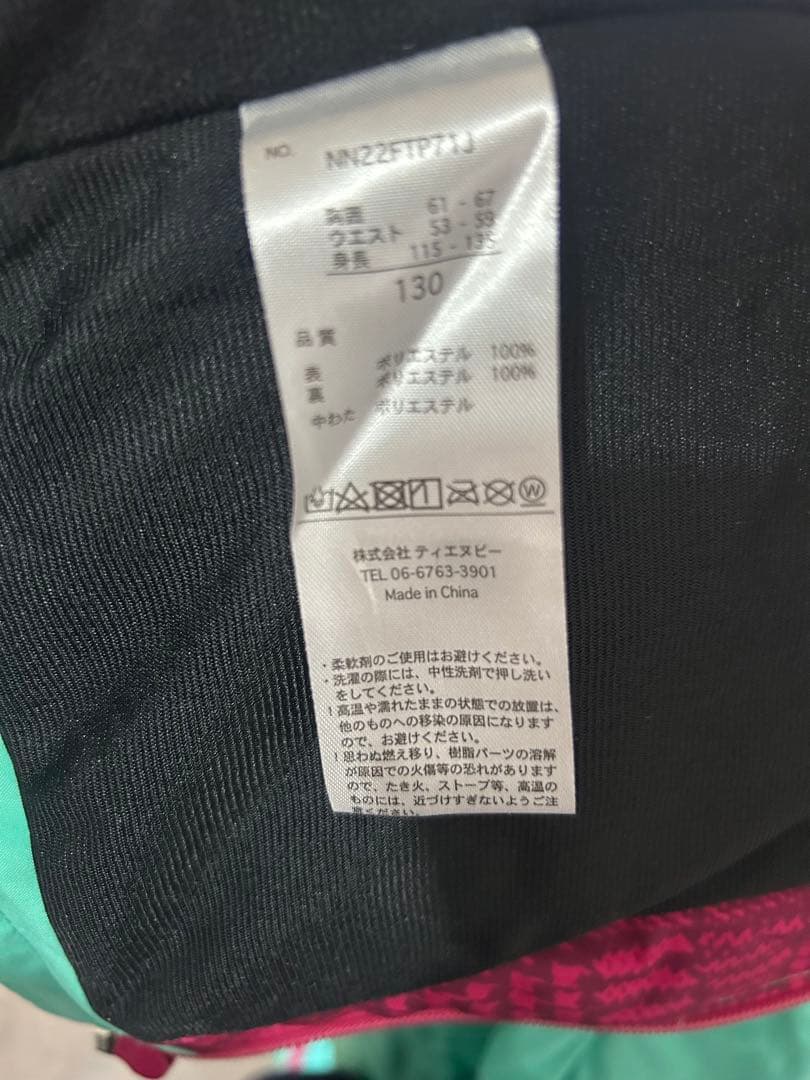 NO. NN22FTP71J
胸囲 61 - 67
ウエスト 53 - 59
身長 115 - 135
130
品質
表 ポリエステル 100%
裏 ポリエステル 100%
中わた ポリエステル
W
株式会社 ティエヌピー
TEL 06-6763-3901
Made in China
・柔軟剤のご使用はお避けください。
・洗濯の際には、中性洗剤で押し洗い
をしてください。
! 高温や濡れたままの状態での放置は、
他のものへの移染の原因になります
ので、お避けください。
! 思わぬ燃え移り、樹脂パーツの溶解
が原因での火傷等の恐れがあります
ので、たき火、ストーブ等、高温の
ものには、近づけすぎないようご注
意ください。